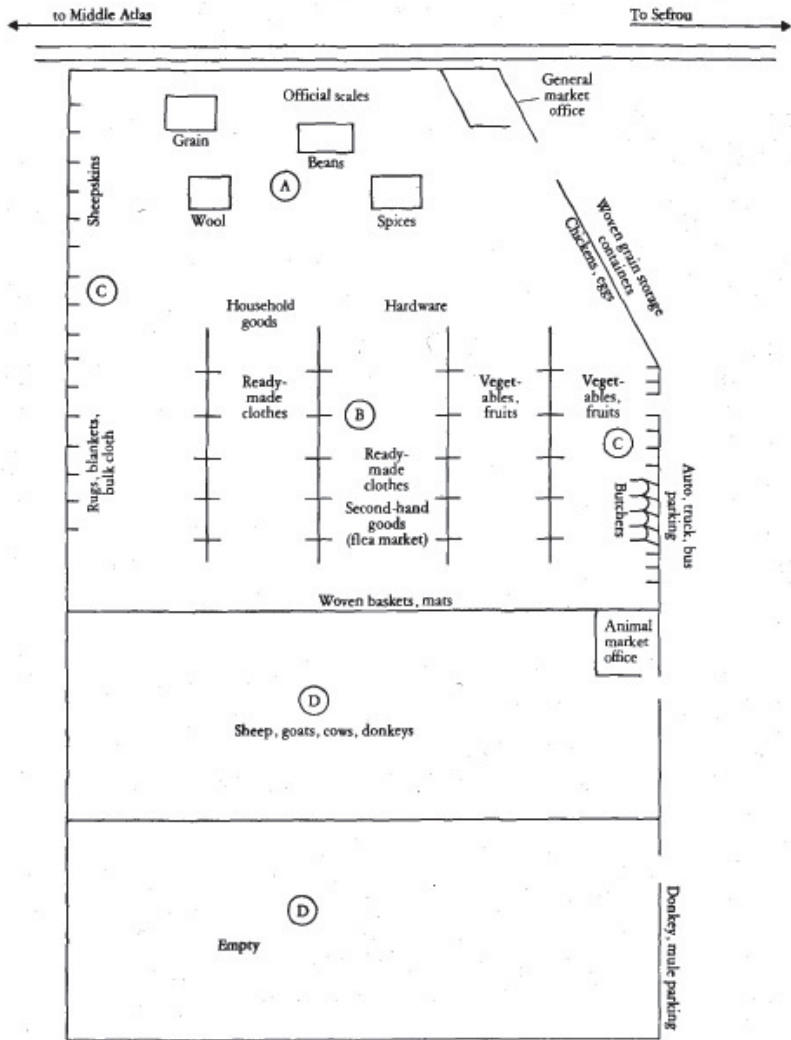 to Middle Atlas
To Sefrou
General
market
office
Official scales
Grain
Beans
A
Wool
Spices
Sheepskins
Woven grain storage
containers
Chickens, eggs
C
Household
goods
Hardware
Ready-
made
clothes
B
Veget-
ables,
fruits
Veget-
ables,
fruits
C
Rugs, blankets,
bulk cloth
Ready-
made
clothes
Second-hand
goods
(flea market)
Butchers
Auto, truck, bus
parking
Woven baskets, mats
Animal
market
office
D
Sheep, goats, cows, donkeys
D
Empty
Donkey, mule parking